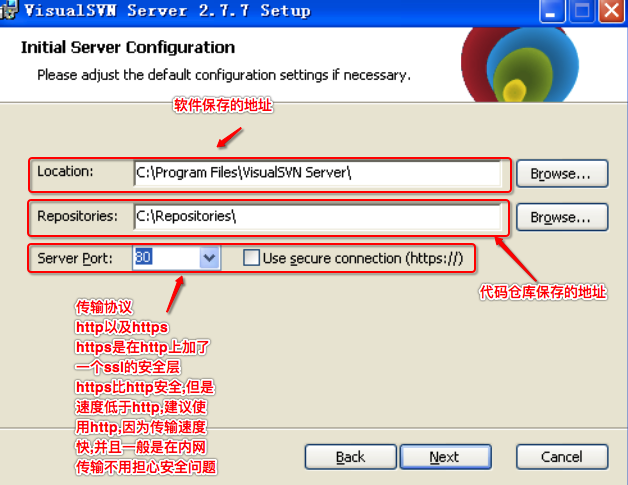 VisualSVN Server 2.7.7 Setup
Initial Server Configuration
Please adjust the default configuration settings if necessary.
软件保存的地址
Location: C:\Program Files\VisualSVN Server\ Browse...
Repositories: C:\Repositories\ Browse...
Server Port: 80 Use secure connection (https://)
代码仓库保存的地址
传输协议
http以及https
https是在http上加了
一个ssl的安全层
https比http安全,但是
速度低于http,建议使
用http,因为传输速度
快,并且一般是在内网
传输不用担心安全问题
Back Next Cancel